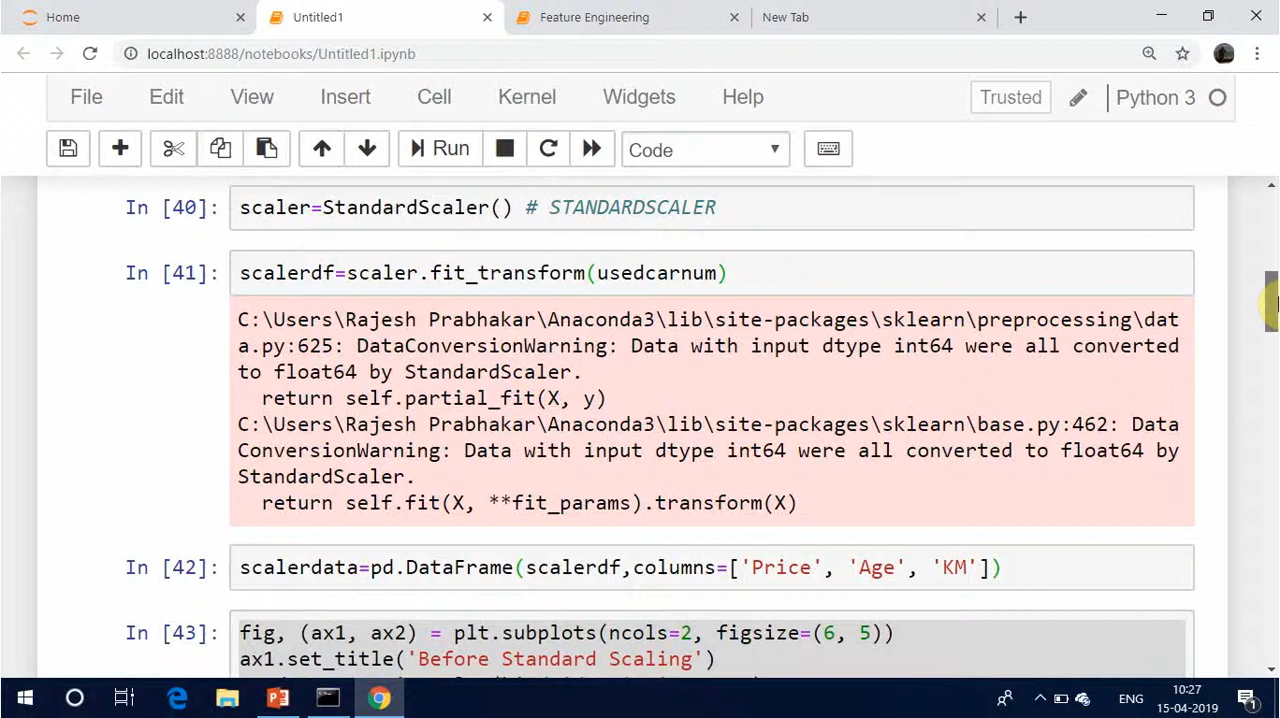 Home
Untitled1
Feature Engineering
New Tab
localhost:8888/notebooks/Untitled1.ipynb
File Edit View Insert Cell Kernel Widgets Help Trusted Python 3
Run Code
In [40]: scaler=StandardScaler() # STANDARDSCALER
In [41]: scalerdf=scaler.fit_transform(usedcarnum)
C:\Users\Rajesh Prabhakar\Anaconda3\lib\site-packages\sklearn\preprocessing\dat
a.py:625: DataConversionWarning: Data with input dtype int64 were all converted
to float64 by StandardScaler.
return self.partial_fit(X, y)
C:\Users\Rajesh Prabhakar\Anaconda3\lib\site-packages\sklearn\base.py:462: Data
ConversionWarning: Data with input dtype int64 were all converted to float64 by
StandardScaler.
return self.fit(X, **fit_params).transform(X)
In [42]: scalerdata=pd.DataFrame(scalerdf,columns=['Price', 'Age', 'KM'])
In [43]: fig, (ax1, ax2) = plt.subplots(ncols=2, figsize=(6, 5))
ax1.set_title('Before Standard Scaling')
ENG
10:27
15-04-2019
1